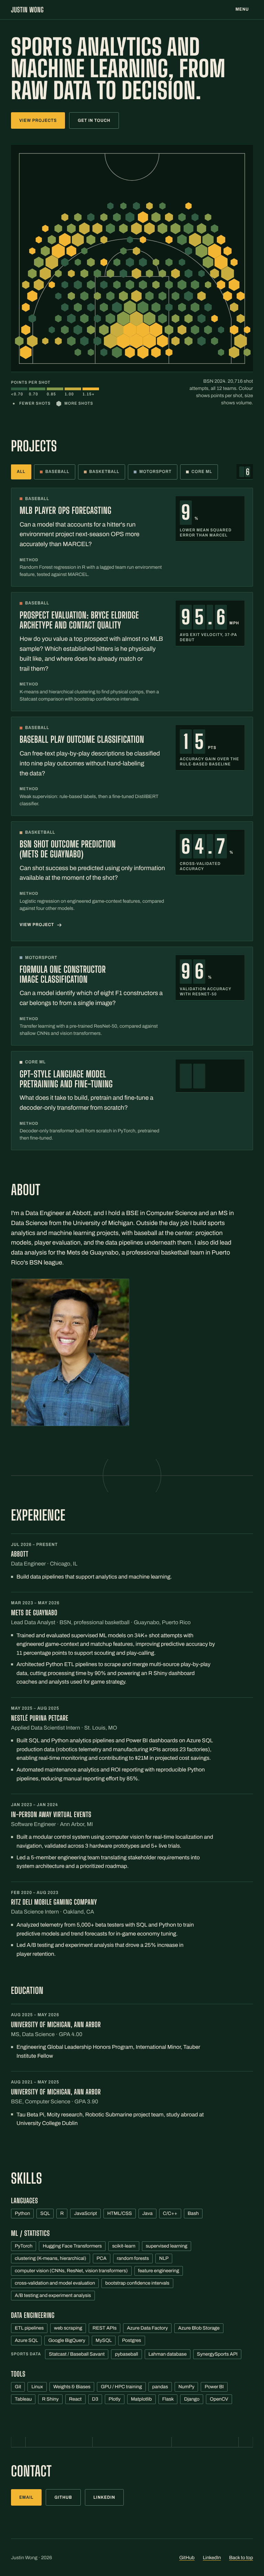 JUSTIN WONG
MENU
SPORTS ANALYTICS AND
MACHINE LEARNING, FROM
RAW DATA TO DECISION.
VIEW PROJECTS
GET IN TOUCH
POINTS PER SHOT
<0.70 0.70 0.85 1.00 1.15+
FEWER SHOTS MORE SHOTS
BSN 2024. 20,716 shot
attempts, all 12 teams. Colour
shows points per shot, size
shows volume.
PROJECTS
ALL
BASEBALL
BASKETBALL
MOTORSPORT
CORE ML
6
BASEBALL
MLB PLAYER OPS FORECASTING
Can a model that accounts for a hitter's run
environment project next-season OPS more
accurately than MARCEL?
METHOD
Random Forest regression in R with a lagged team run environment
feature, tested against MARCEL.
9 %
LOWER MEAN SQUARED
ERROR THAN MARCEL
BASEBALL
PROSPECT EVALUATION: BRYCE ELDRIDGE
ARCHETYPE AND CONTACT QUALITY
How do you value a top prospect with almost no MLB
sample? Which established hitters is he physically
built like, and where does he already match or
trail them?
METHOD
K-means and hierarchical clustering to find physical comps, then a
Statcast comparison with bootstrap confidence intervals.
95.6 MPH
AVG EXIT VELOCITY, 37-PA
DEBUT
BASEBALL
BASEBALL PLAY OUTCOME CLASSIFICATION
Can free-text play-by-play descriptions be classified
into nine play outcomes without hand-labeling
the data?
METHOD
Weak supervision: rule-based labels, then a fine-tuned DistilBERT
classifier.
15 PTS
ACCURACY GAIN OVER THE
RULE-BASED BASELINE
BASKETBALL
BSN SHOT OUTCOME PREDICTION
(METS DE GUAYNABO)
Can shot success be predicted using only information
available at the moment of the shot?
METHOD
Logistic regression on engineered game-context features, compared
against four other models.
VIEW PROJECT →
64.7 %
CROSS-VALIDATED
ACCURACY
MOTORSPORT
FORMULA ONE CONSTRUCTOR
IMAGE CLASSIFICATION
Can a model identify which of eight F1 constructors a
car belongs to from a single image?
METHOD
Transfer learning with a pre-trained ResNet-50, compared against
shallow CNNs and vision transformers.
96 %
VALIDATION ACCURACY
WITH RESNET-50
CORE ML
GPT-STYLE LANGUAGE MODEL
PRETRAINING AND FINE-TUNING
What does it take to build, pretrain and fine-tune a
decoder-only transformer from scratch?
METHOD
Decoder-only transformer built from scratch in PyTorch, pretrained
then fine-tuned.
ABOUT
I'm a Data Engineer at Abbott, and I hold a BSE in Computer Science and an MS in
Data Science from the University of Michigan. Outside the day job I build sports
analytics and machine learning projects, with baseball at the center: projection
models, player evaluation, and the data pipelines underneath them. I also did lead
data analysis for the Mets de Guaynabo, a professional basketball team in Puerto
Rico's BSN league.
EXPERIENCE
JUL 2026 – PRESENT
ABBOTT
Data Engineer · Chicago, IL
Build data pipelines that support analytics and machine learning.
MAR 2023 – MAY 2026
METS DE GUAYNABO
Lead Data Analyst · BSN, professional basketball · Guaynabo, Puerto Rico
Trained and evaluated supervised ML models on 34K+ shot attempts with
engineered game-context and matchup features, improving predictive accuracy by
11 percentage points to support scouting and play-calling.
Architected Python ETL pipelines to scrape and merge multi-source play-by-play
data, cutting processing time by 90% and powering an R Shiny dashboard
coaches and analysts used for game strategy.
MAY 2025 – AUG 2025
NESTLÉ PURINA PETCARE
Applied Data Scientist Intern · St. Louis, MO
Built SQL and Python analytics pipelines and Power BI dashboards on Azure SQL
production data (robotics telemetry and manufacturing KPIs across 23 factories),
enabling real-time monitoring and contributing to $21M in projected cost savings.
Automated maintenance analytics and ROI reporting with reproducible Python
pipelines, reducing manual reporting effort by 85%.
JAN 2023 – JAN 2024
IN-PERSON AWAY VIRTUAL EVENTS
Software Engineer · Ann Arbor, MI
Built a modular control system using computer vision for real-time localization and
navigation, validated across 3 hardware prototypes and 5+ live trials.
Led a 5-member engineering team translating stakeholder requirements into
system architecture and a prioritized roadmap.
FEB 2020 – AUG 2023
RITZ DELI MOBILE GAMING COMPANY
Data Science Intern · Oakland, CA
Analyzed telemetry from 5,000+ beta testers with SQL and Python to train
predictive models and trend forecasts for in-game economy tuning.
Led A/B testing and experiment analysis that drove a 25% increase in
player retention.
EDUCATION
AUG 2025 – MAY 2026
UNIVERSITY OF MICHIGAN, ANN ARBOR
MS, Data Science · GPA 4.00
Engineering Global Leadership Honors Program, International Minor, Tauber
Institute Fellow
AUG 2021 – MAY 2025
UNIVERSITY OF MICHIGAN, ANN ARBOR
BSE, Computer Science · GPA 3.90
Tau Beta Pi, Mcity research, Robotic Submarine project team, study abroad at
University College Dublin
SKILLS
LANGUAGES
Python SQL R JavaScript HTML/CSS Java C/C++ Bash
ML / STATISTICS
PyTorch Hugging Face Transformers scikit-learn supervised learning
clustering (K-means, hierarchical) PCA random forests NLP
computer vision (CNNs, ResNet, vision transformers) feature engineering
cross-validation and model evaluation bootstrap confidence intervals
A/B testing and experiment analysis
DATA ENGINEERING
ETL pipelines web scraping REST APIs Azure Data Factory Azure Blob Storage
Azure SQL Google BigQuery MySQL Postgres
SPORTS DATA Statcast / Baseball Savant pybaseball Lahman database SynergySports API
TOOLS
Git Linux Weights & Biases GPU / HPC training pandas NumPy Power BI
Tableau R Shiny React D3 Plotly Matplotlib Flask Django OpenCV
CONTACT
EMAIL
GITHUB
LINKEDIN
Justin Wong · 2026
GitHub LinkedIn Back to top